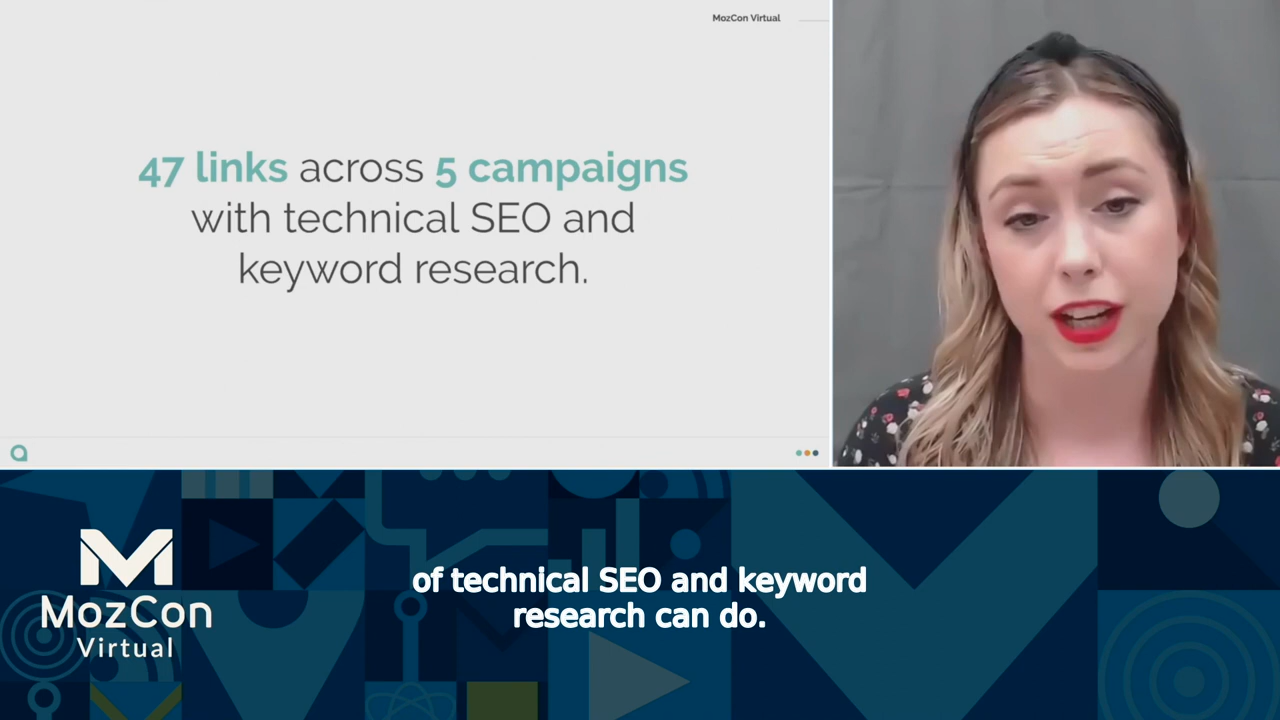 MozCon Virtual
47 links across 5 campaigns
with technical SEO and
keyword research.
MozCon
Virtual
of technical SEO and keyword
research can do.